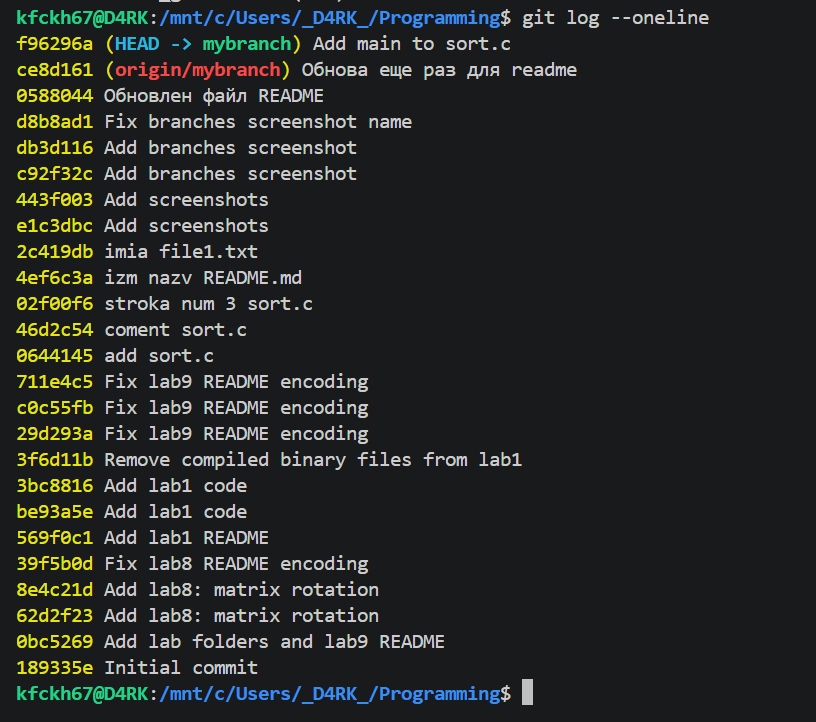 kfckh67@D4RK:/mnt/c/Users/_D4RK_/Programming$ git log --oneline
f96296a (HEAD -> mybranch) Add main to sort.c
ce8d161 (origin/mybranch) Обнова еще раз для readme
0588044 Обновлен файл README
d8b8ad1 Fix branches screenshot name
db3d116 Add branches screenshot
c92f32c Add branches screenshot
443f003 Add screenshots
e1c3dbc Add screenshots
2c419db imia file1.txt
4ef6c3a izm nazv README.md
02f00f6 stroka num 3 sort.c
46d2c54 coment sort.c
0644145 add sort.c
711e4c5 Fix lab9 README encoding
c0c55fb Fix lab9 README encoding
29d293a Fix lab9 README encoding
3f6d11b Remove compiled binary files from lab1
3bc8816 Add lab1 code
be93a5e Add lab1 code
569f0c1 Add lab1 README
39f5b0d Fix lab8 README encoding
8e4c21d Add lab8: matrix rotation
62d2f23 Add lab8: matrix rotation
0bc5269 Add lab folders and lab9 README
189335e Initial commit
kfckh67@D4RK:/mnt/c/Users/_D4RK_/Programming$